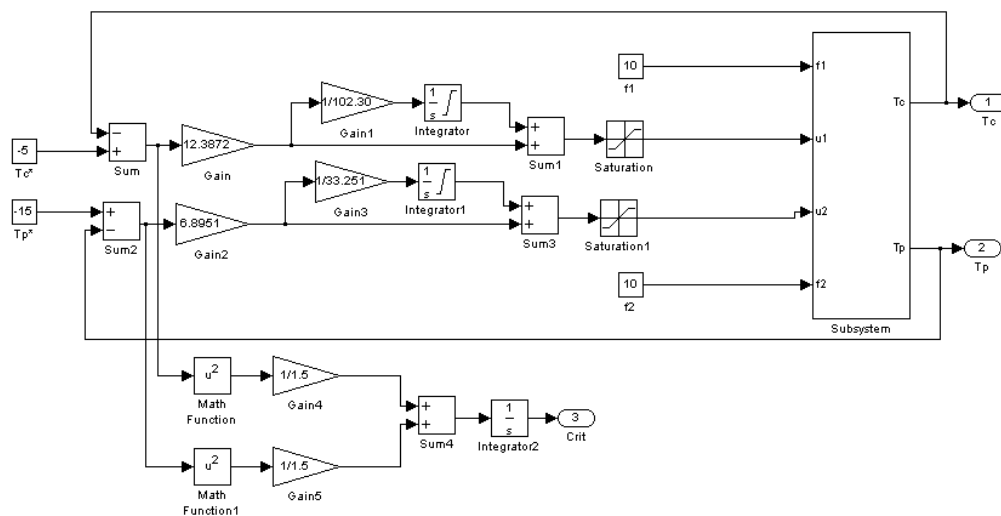 10
f1
f1
1/102.30
Gain1
1
s
Integrator
Tc
1
Tc
-5
Tc*
−
+
Sum
12.3872
Gain
+
+
Sum1
Saturation
u1
1/33.251
Gain3
1
s
Integrator1
-15
Tp*
+
−
Sum2
6.8951
Gain2
+
+
Sum3
Saturation1
u2
Tp
2
Tp
10
f2
f2
Subsystem
u2
Math
Function
1/1.5
Gain4
+
+
Sum4
1
s
Integrator2
3
Crit
u2
Math
Function1
1/1.5
Gain5